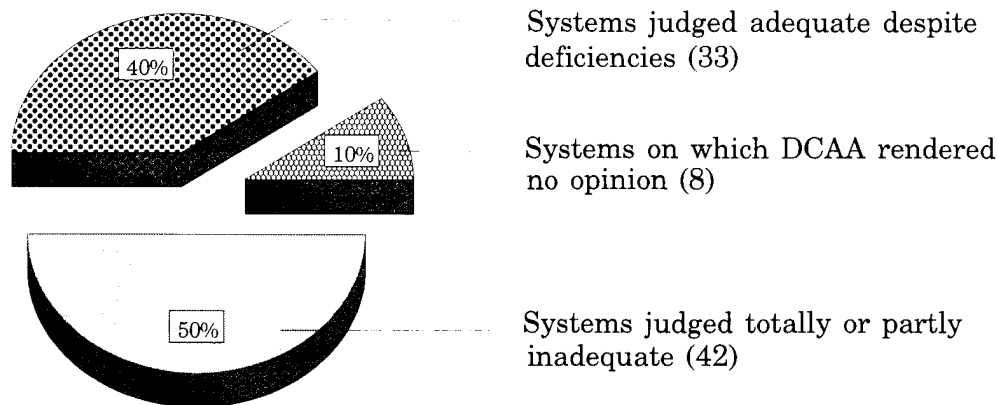 Systems judged adequate despite
deficiencies (33)
40%
Systems on which DCAA rendered
no opinion (8)
10%
Systems judged totally or partly
inadequate (42)
50%